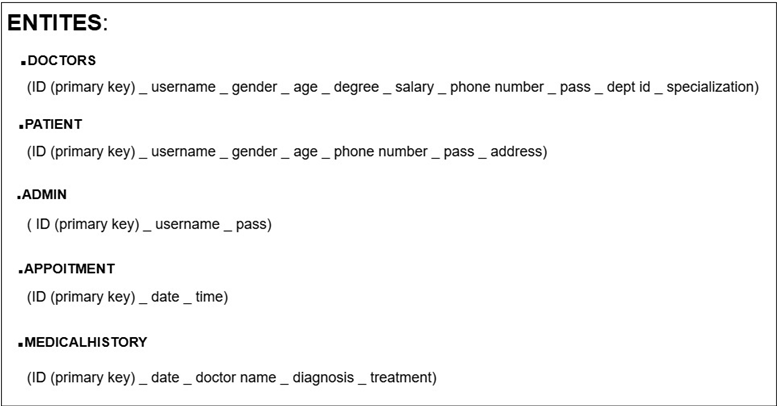 ENTITES:
.DOCTORS
(ID (primary key) _ username _ gender _ age _ degree _ salary _ phone number _ pass _ dept id _ specialization)
.PATIENT
(ID (primary key) _ username _ gender _ age _ phone number _ pass _ address)
.ADMIN
( ID (primary key) _ username _ pass)
.APPOITMENT
(ID (primary key) _ date _ time)
.MEDICALHISTORY
(ID (primary key) _ date _ doctor name _ diagnosis _ treatment)